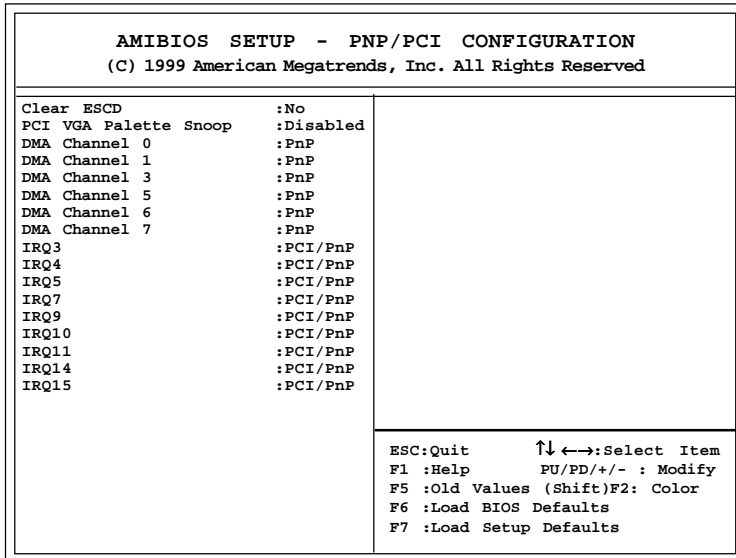 AMIBIOS SETUP - PNP/PCI CONFIGURATION
(C) 1999 American Megatrends, Inc. All Rights Reserved
Clear ESCD :No
PCI VGA Palette Snoop :Disabled
DMA Channel 0 :PnP
DMA Channel 1 :PnP
DMA Channel 3 :PnP
DMA Channel 5 :PnP
DMA Channel 6 :PnP
DMA Channel 7 :PnP
IRQ3 :PCI/PnP
IRQ4 :PCI/PnP
IRQ5 :PCI/PnP
IRQ7 :PCI/PnP
IRQ9 :PCI/PnP
IRQ10 :PCI/PnP
IRQ11 :PCI/PnP
IRQ14 :PCI/PnP
IRQ15 :PCI/PnP
ESC:Quit ↑↓ ←→:Select Item
F1 :Help PU/PD/+/- : Modify
F5 :Old Values (Shift)F2: Color
F6 :Load BIOS Defaults
F7 :Load Setup Defaults